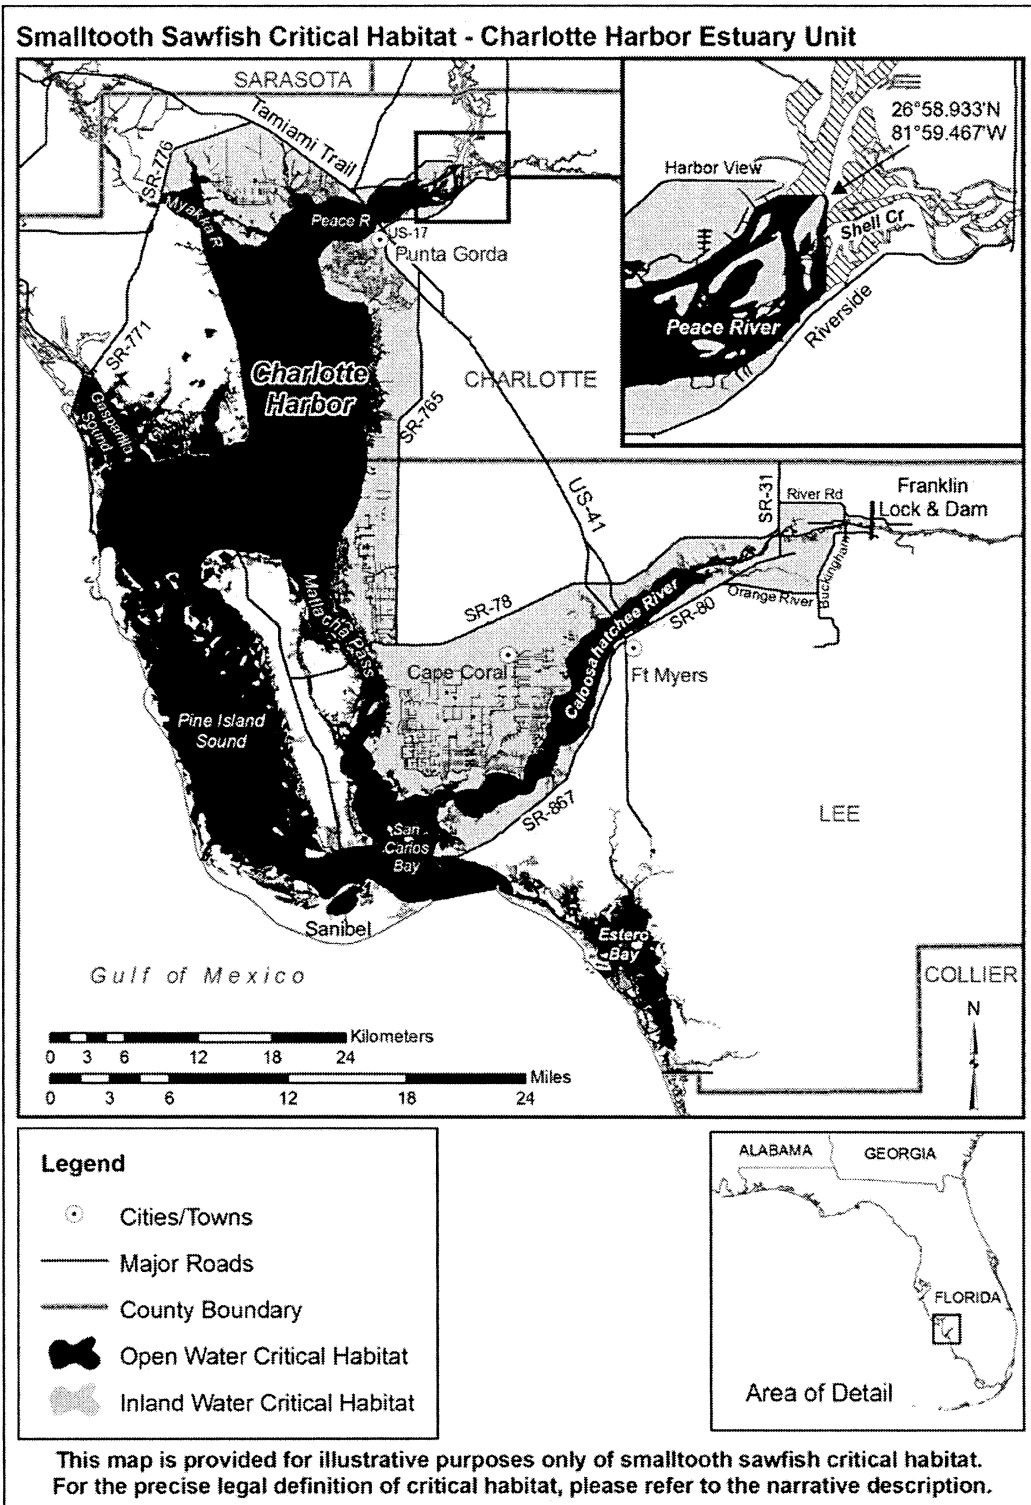 Smalltooth Sawfish Critical Habitat - Charlotte Harbor Estuary Unit
SARASOTA
Tamiami Trail
SR-776
Myakka R
Peace R
US-17
Punta Gorda
26°58.933'N
81°59.467'W
Harbor View
Shell Cr
Peace River
Riverside
SR-771
Gasparilla
Sound
Charlotte
Harbor
CHARLOTTE
SR-765
US-41
SR-31
River Rd
Franklin
Lock & Dam
Buckingham
Orange River
SR-78
SR-80
Matlacha Pass
Caloosahatchee River
Cape Coral
Ft Myers
Pine Island
Sound
SR-867
LEE
San
Carlos
Bay
Sanibel
Estero
Bay
Gulf of Mexico
COLLIER
N
Kilometers
0 3 6 12 18 24
Miles
0 3 6 12 18 24
Legend
Cities/Towns
Major Roads
County Boundary
Open Water Critical Habitat
Inland Water Critical Habitat
ALABAMA
GEORGIA
FLORIDA
Area of Detail
This map is provided for illustrative purposes only of smalltooth sawfish critical habitat.
For the precise legal definition of critical habitat, please refer to the narrative description.